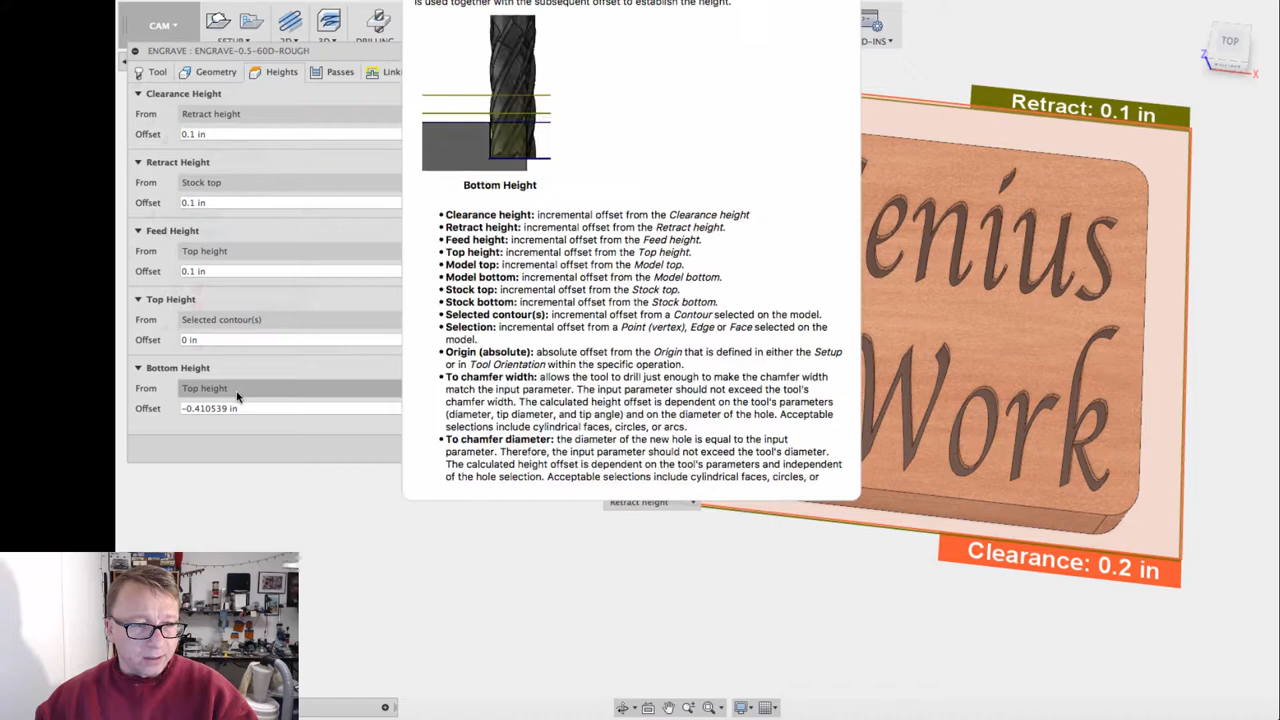 is used together with the subsequent offset to establish the height.
CAM
SETUP
2D
3D
DRILLING
ENGRAVE : ENGRAVE-0.5-60D-ROUGH
Tool
Geometry
Heights
Passes
Clearance Height
From Retract height
Offset 0.1 in
Retract Height
From Stock top
Offset 0.1 in
Feed Height
From Top height
Offset 0.1 in
Top Height
From Selected contour(s)
Offset 0 in
Bottom Height
From Top height
Offset -0.410539 in
Bottom Height
• Clearance height: incremental offset from the Clearance height
• Retract height: incremental offset from the Retract height.
• Feed height: incremental offset from the Feed height.
• Top height: incremental offset from the Top height.
• Model top: incremental offset from the Model top.
• Model bottom: incremental offset from the Model bottom.
• Stock top: incremental offset from the Stock top.
• Stock bottom: incremental offset from the Stock bottom.
• Selected contour(s): incremental offset from a Contour selected on the model.
• Selection: incremental offset from a Point (vertex), Edge or Face selected on the
model.
• Origin (absolute): absolute offset from the Origin that is defined in either the Setup
or in Tool Orientation within the specific operation.
• To chamfer width: allows the tool to drill just enough to make the chamfer width
match the input parameter. The input parameter should not exceed the tool's
chamfer width. The calculated height offset is dependent on the tool's parameters
(diameter, tip diameter, and tip angle) and on the diameter of the hole. Acceptable
selections include cylindrical faces, circles, or arcs.
• To chamfer diameter: the diameter of the new hole is equal to the input
parameter. Therefore, the input parameter should not exceed the tool's diameter.
The calculated height offset is dependent on the tool's parameters and independent
of the hole selection. Acceptable selections include cylindrical faces, circles, or
Retract height
TOP
Z
X
Retract: 0.1 in
enius
Work
Clearance: 0.2 in